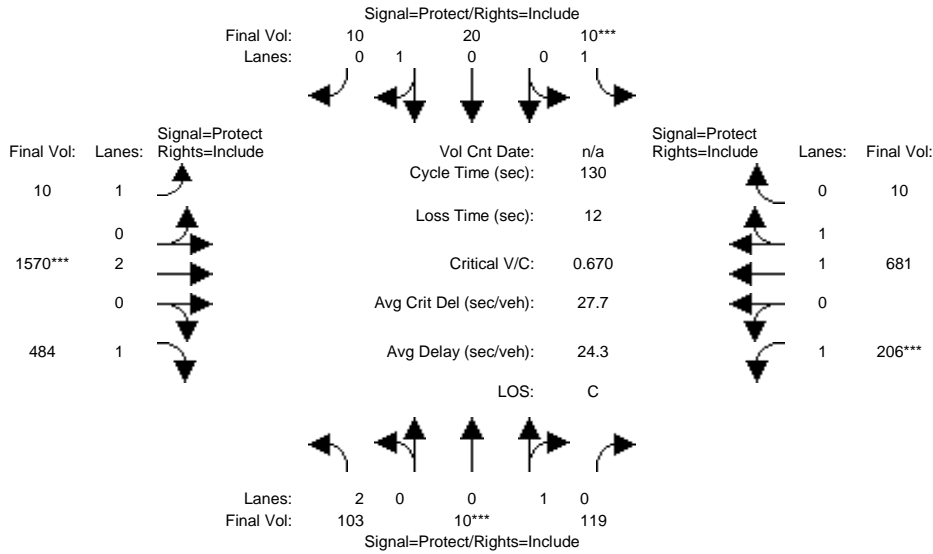 Signal=Protect/Rights=Include
Final Vol: 10 20 10***
Lanes: 0 1 0 0 1
Signal=Protect
Final Vol: Lanes: Rights=Include
Vol Cnt Date: n/a
Signal=Protect
Rights=Include Lanes: Final Vol:
Cycle Time (sec): 130
10 1
0 10
Loss Time (sec): 12
0
1
1570*** 2
Critical V/C: 0.670
1 681
0
Avg Crit Del (sec/veh): 27.7
0
484 1
Avg Delay (sec/veh): 24.3
1 206***
LOS: C
Lanes: 2 0 0 1 0
Final Vol: 103 10*** 119
Signal=Protect/Rights=Include